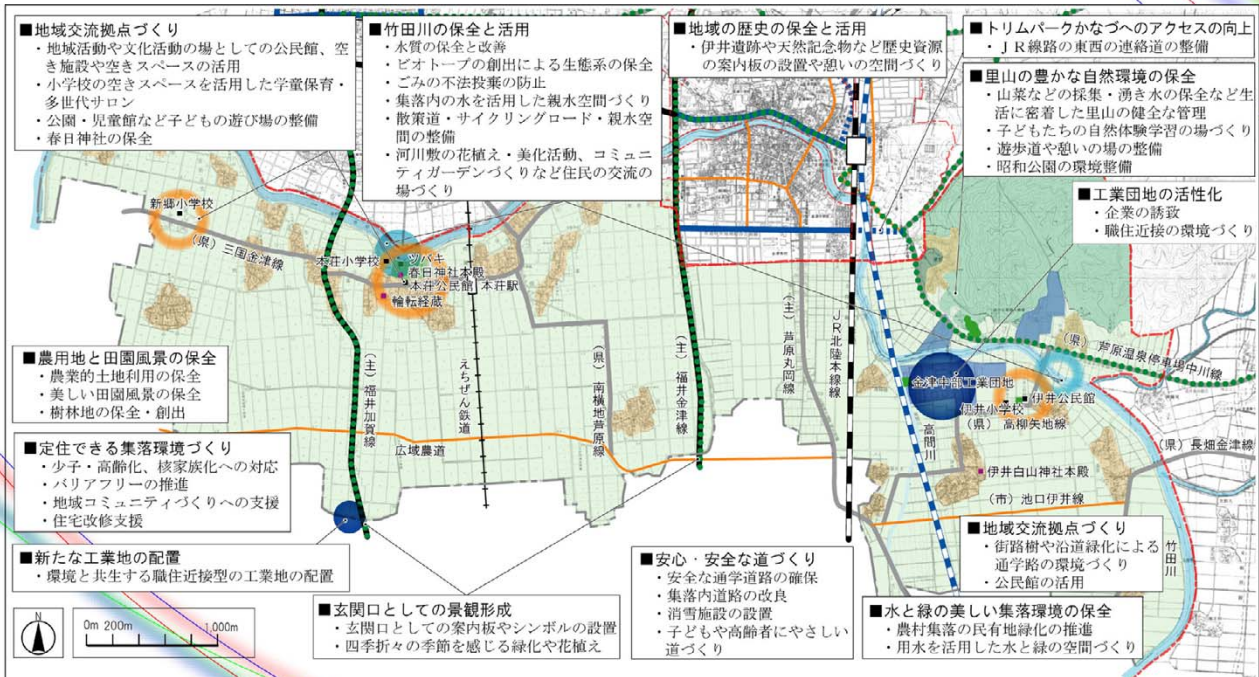 ■地域交流拠点づくり
・地域活動や文化活動の場としての公民館、空
き施設や空きスペースの活用
・小学校の空きスペースを活用した学童保育・
多世代サロン
・公園・児童館など子どもの遊び場の整備
・春日神社の保全
■竹田川の保全と活用
・水質の保全と改善
・ビオトープの創出による生態系の保全
・ごみの不法投棄の防止
・集落内の水を活用した親水空間づくり
・散策道・サイクリングロード・親水空
間の整備
・河川敷の花植え・美化活動、コミュニ
ティガーデンづくりなど住民の交流の
場づくり
■地域の歴史の保全と活用
・伊井遺跡や天然記念物など歴史資源
の案内板の設置や憩いの空間づくり
■トリムパークかなづへのアクセスの向上
・ＪＲ線路の東西の連絡道の整備
■里山の豊かな自然環境の保全
・山菜などの採集・湧き水の保全など生
活に密着した里山の健全な管理
・子どもたちの自然体験学習の場づくり
・遊歩道や憩いの場の整備
・昭和公園の環境整備
■工業団地の活性化
・企業の誘致
・職住近接の環境づくり
新郷小学校
(県) 三国金津線
本荘小学校
ツバキ
春日神社本殿
本荘公民館
本荘駅
輪転経蔵
(主) 福井加賀線
えちぜん鉄道
(県) 南横地芦原線
(主) 福井金津線
(主) 芦原丸岡線
ＪＲ北陸本線
(県) 芦原温泉停車場中川線
金津中部工業団地
伊井公民館
伊井小学校
(県) 高柳矢地線
高間川
伊井白山神社本殿
(県) 長畑金津線
(市) 池口伊井線
竹田川
広域農道
■農用地と田園風景の保全
・農業的土地利用の保全
・美しい田園風景の保全
・樹林地の保全・創出
■定住できる集落環境づくり
・少子・高齢化、核家族化への対応
・バリアフリーの推進
・地域コミュニティづくりへの支援
・住宅改修支援
■新たな工業地の配置
・環境と共生する職住近接型の工業地の配置
■玄関口としての景観形成
・玄関口としての案内板やシンボルの設置
・四季折々の季節を感じる緑化や花植え
■安心・安全な道づくり
・安全な通学道路の確保
・集落内道路の改良
・消雪施設の設置
・子どもや高齢者にやさしい
道づくり
■地域交流拠点づくり
・街路樹や沿道緑化による
通学路の環境づくり
・公民館の活用
■水と緑の美しい集落環境の保全
・農村集落の民有地緑化の推進
・用水を活用した水と緑の空間づくり
N
0m 200m 1,000m